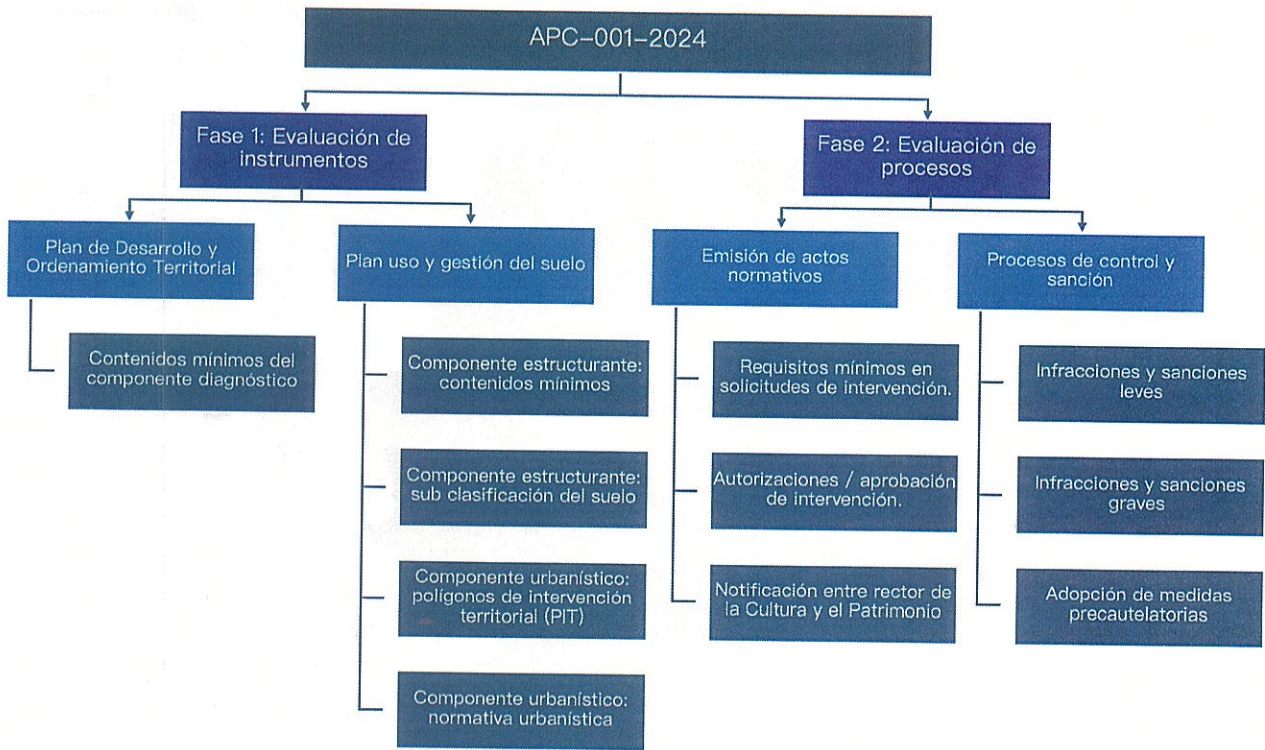 APC-001-2024
Fase 1: Evaluación de
instrumentos
Fase 2: Evaluación de
procesos
Plan de Desarrollo y
Ordenamiento Territorial
Plan uso y gestión del suelo
Emisión de actos
normativos
Procesos de control y
sanción
Contenidos mínimos del
componente diagnóstico
Componente estructurante:
contenidos mínimos
Componente estructurante:
sub clasificación del suelo
Componente urbanístico:
polígonos de intervención
territorial (PIT)
Componente urbanístico:
normativa urbanística
Requisitos mínimos en
solicitudes de intervención.
Autorizaciones / aprobación
de intervención.
Notificación entre rector de
la Cultura y el Patrimonio
Infracciones y sanciones
leves
Infracciones y sanciones
graves
Adopción de medidas
precautelatorias